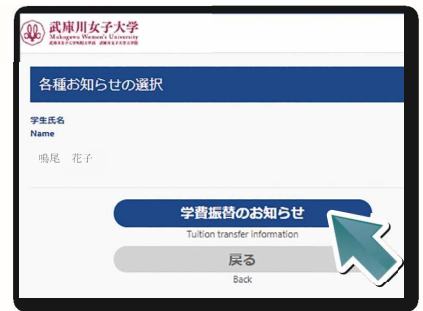 武庫川女子大学
Mukogawa Women's University
各種お知らせの選択
学生氏名
Name
鳴尾 花子
学費振替のお知らせ
Tuition transfer information
戻る
Back